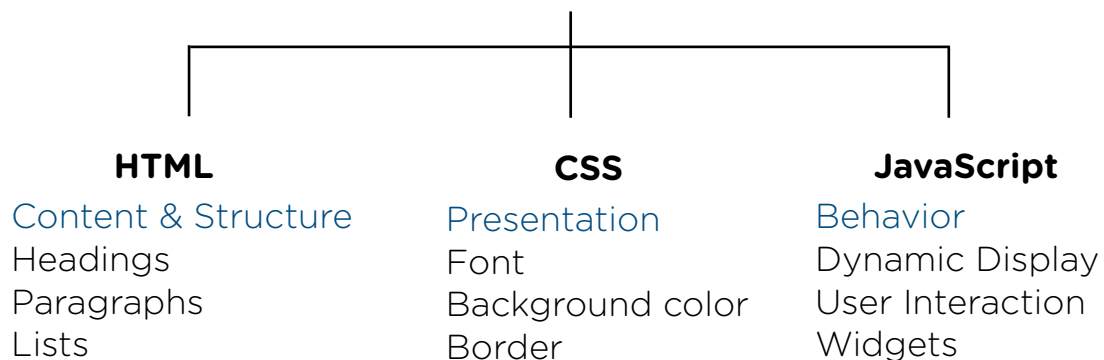 HTML
Content & Structure
Headings
Paragraphs
Lists
CSS
Presentation
Font
Background color
Border
JavaScript
Behavior
Dynamic Display
User Interaction
Widgets